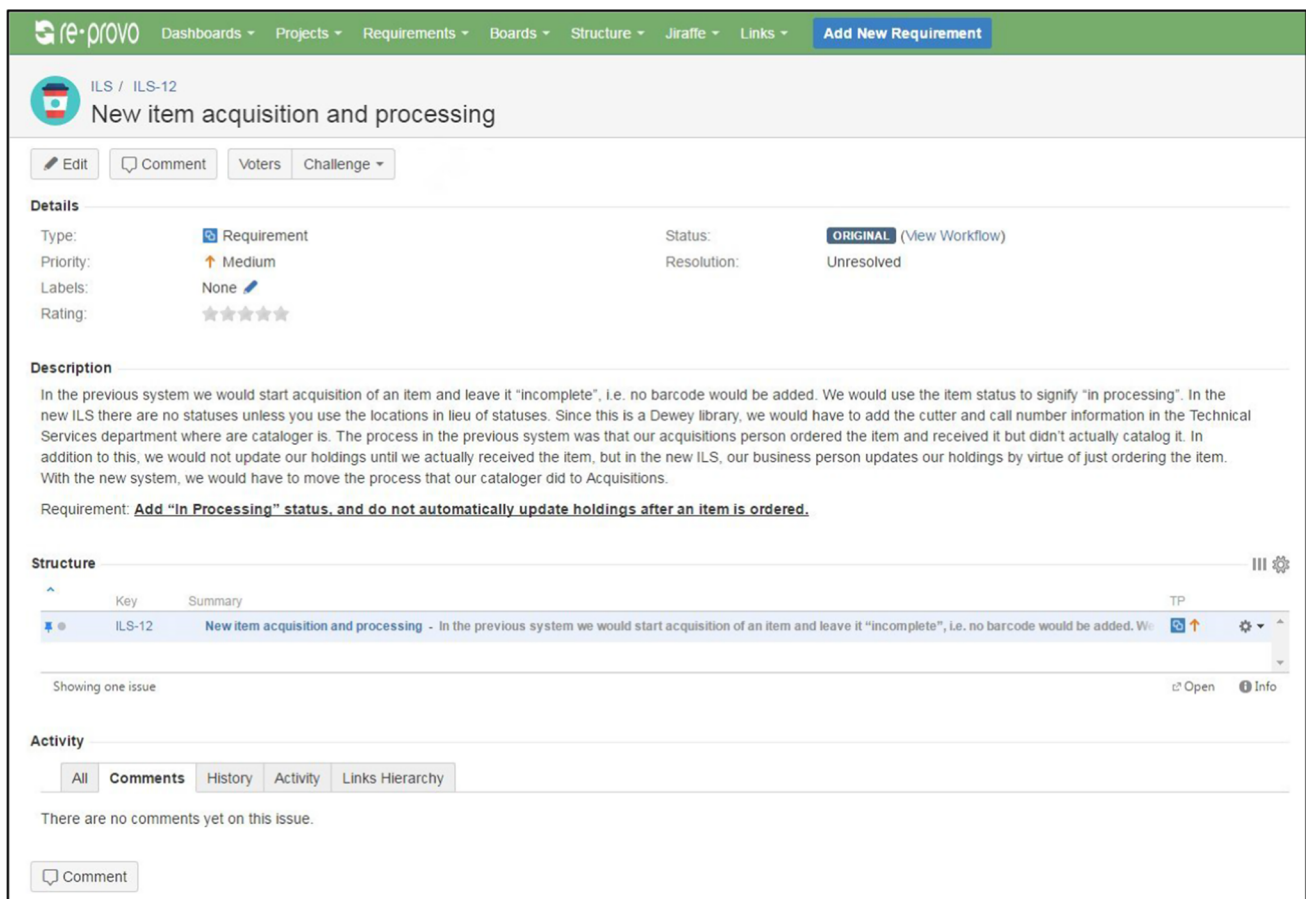 re·provo Dashboards Projects Requirements Boards Structure Jiraffe Links Add New Requirement
ILS / ILS-12
New item acquisition and processing
Edit Comment Voters Challenge
Details
Type: Requirement Status: ORIGINAL (View Workflow)
Priority: Medium Resolution: Unresolved
Labels: None
Rating:
Description
In the previous system we would start acquisition of an item and leave it “incomplete”, i.e. no barcode would be added. We would use the item status to signify “in processing”. In the
new ILS there are no statuses unless you use the locations in lieu of statuses. Since this is a Dewey library, we would have to add the cutter and call number information in the Technical
Services department where are cataloger is. The process in the previous system was that our acquisitions person ordered the item and received it but didn’t actually catalog it. In
addition to this, we would not update our holdings until we actually received the item, but in the new ILS, our business person updates our holdings by virtue of just ordering the item.
With the new system, we would have to move the process that our cataloger did to Acquisitions.
Requirement: Add “In Processing” status, and do not automatically update holdings after an item is ordered.
Structure
Key Summary TP
ILS-12 New item acquisition and processing - In the previous system we would start acquisition of an item and leave it “incomplete”, i.e. no barcode would be added. We
Showing one issue Open Info
Activity
All Comments History Activity Links Hierarchy
There are no comments yet on this issue.
Comment